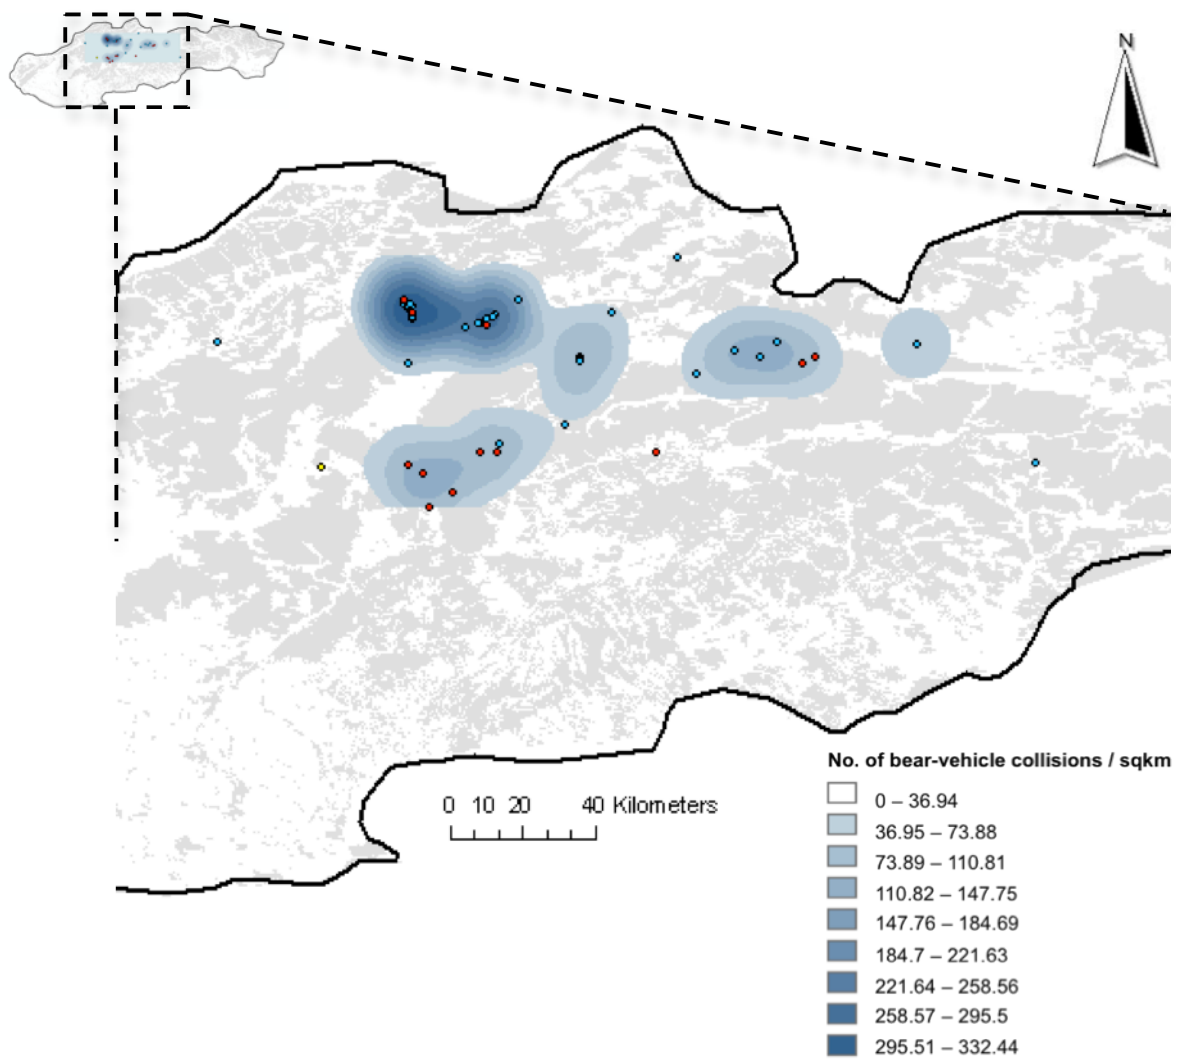 N
No. of bear-vehicle collisions / sqkm
0 – 36.94
36.95 – 73.88
73.89 – 110.81
110.82 – 147.75
147.76 – 184.69
184.7 – 221.63
221.64 – 258.56
258.57 – 295.5
295.51 – 332.44
0 10 20 40 Kilometers